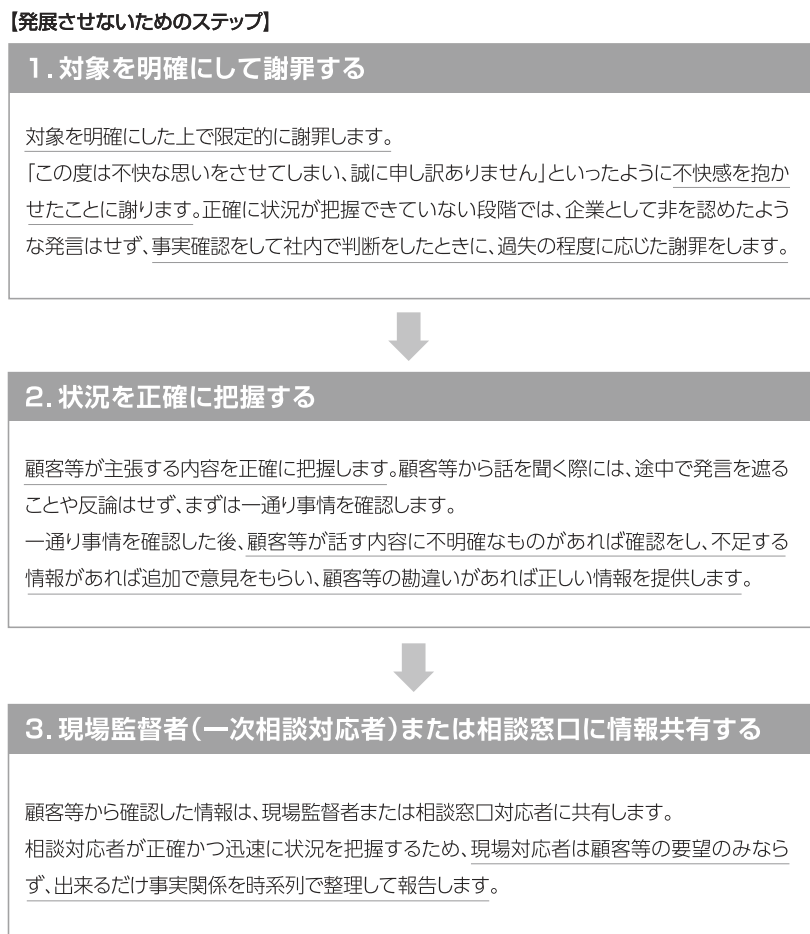 【発展させないためのステップ】
1.対象を明確にして謝罪する
対象を明確にした上で限定的に謝罪します。
「この度は不快な思いをさせてしまい、誠に申し訳ありません」といったように不快感を抱か
せたことに謝ります。正確に状況が把握できていない段階では、企業として非を認めたよう
な発言はせず、事実確認をして社内で判断をしたときに、過失の程度に応じた謝罪をします。
2.状況を正確に把握する
顧客等が主張する内容を正確に把握します。顧客等から話を聞く際には、途中で発言を遮る
ことや反論はせず、まずは一通り事情を確認します。
一通り事情を確認した後、顧客等が話す内容に不明確なものがあれば確認をし、不足する
情報があれば追加で意見をもらい、顧客等の勘違いがあれば正しい情報を提供します。
3.現場監督者(一次相談対応者)または相談窓口に情報共有する
顧客等から確認した情報は、現場監督者または相談窓口対応者に共有します。
相談対応者が正確かつ迅速に状況を把握するため、現場対応者は顧客等の要望のみなら
ず、出来るだけ事実関係を時系列で整理して報告します。